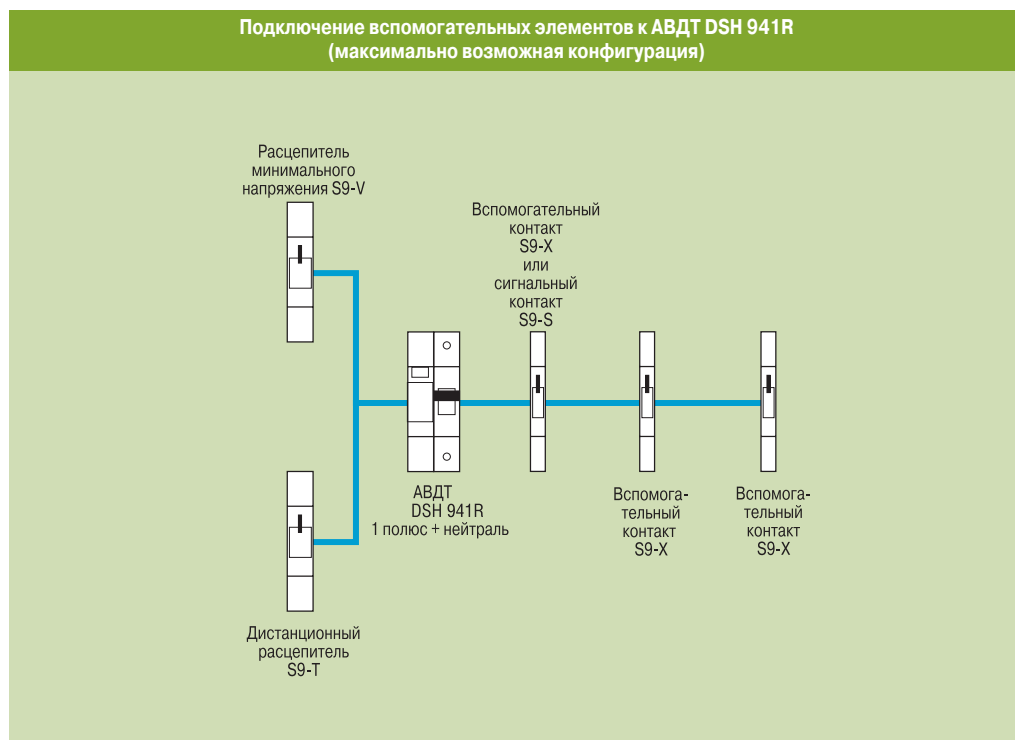 Подключение вспомогательных элементов к АВДТ DSH 941R
(максимально возможная конфигурация)
Расцепитель
минимального
напряжения S9-V
Вспомогательный
контакт
S9-X
или
сигнальный
контакт
S9-S
АВДТ
DSH 941R
1 полюс + нейтраль
Вспомога-
тельный
контакт
S9-X
Вспомога-
тельный
контакт
S9-X
Дистанционный
расцепитель
S9-T